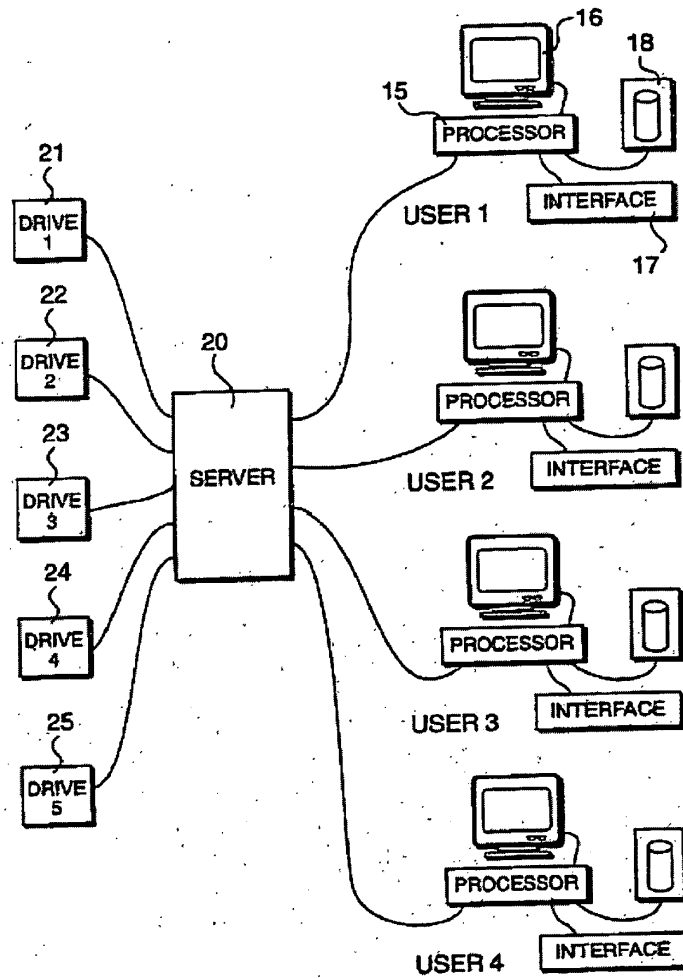 16
18
15
PROCESSOR
21
INTERFACE
DRIVE
1
USER 1
17
22
20
DRIVE
2
PROCESSOR
23
SERVER
USER 2
INTERFACE
DRIVE
3
24
DRIVE
4
PROCESSOR
25
USER 3
INTERFACE
DRIVE
5
PROCESSOR
USER 4
INTERFACE